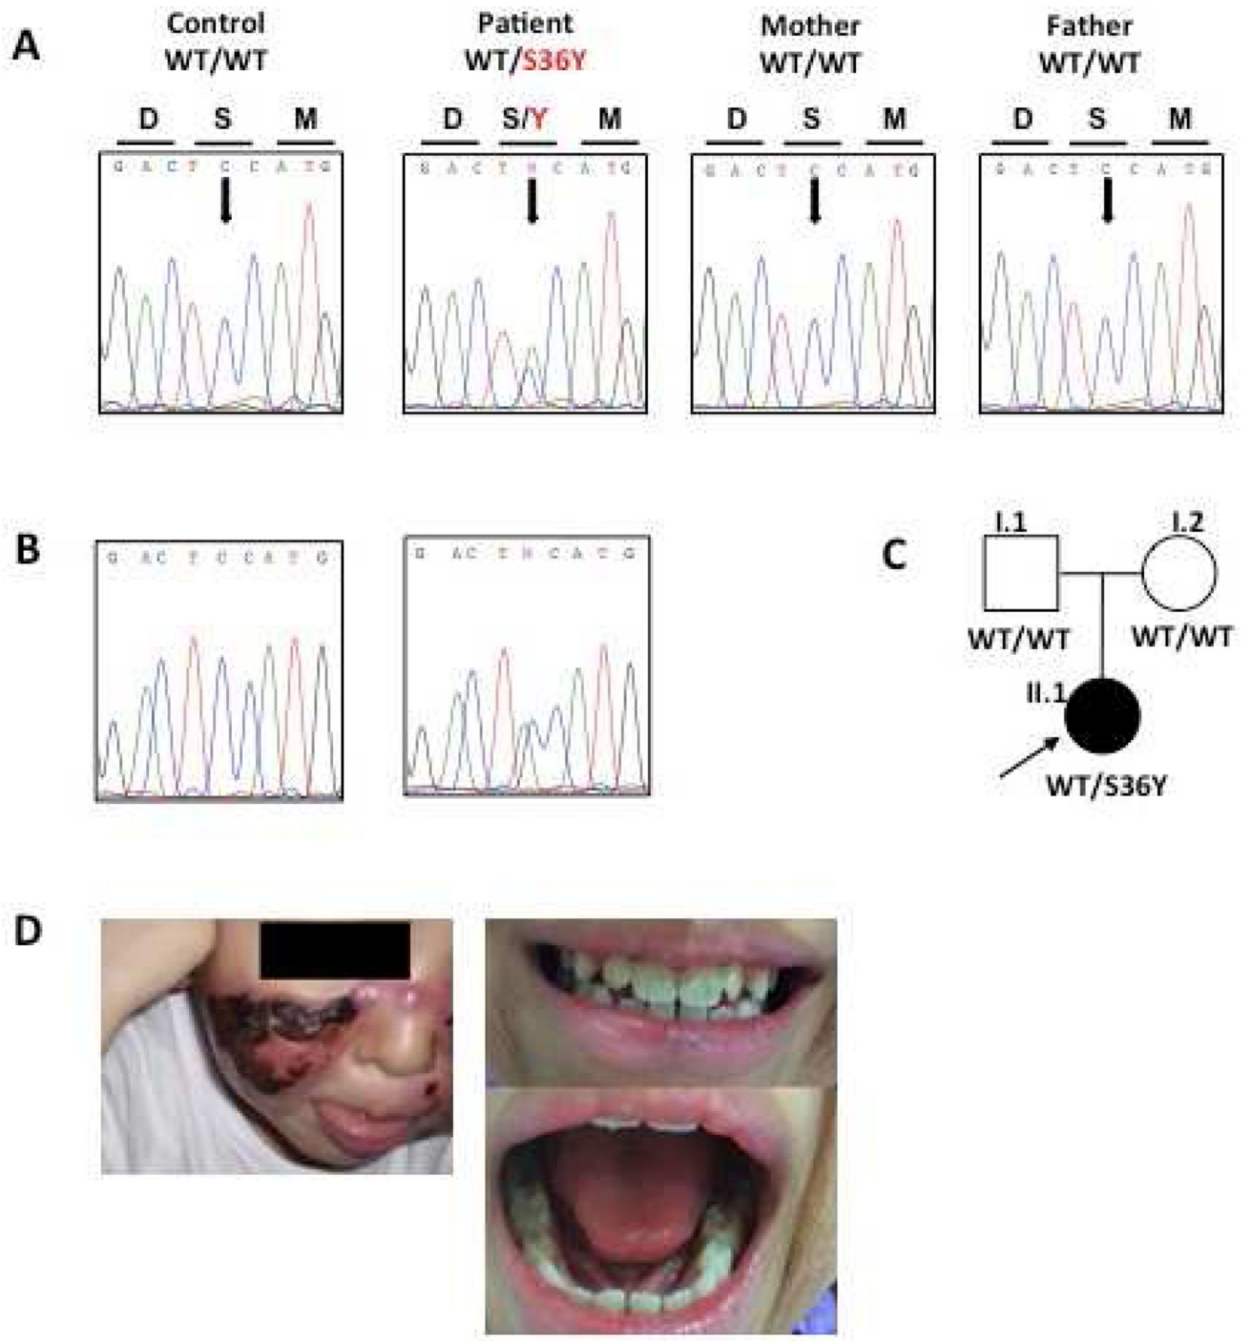 A
Control
WT/WT
Patient
WT/S36Y
Mother
WT/WT
Father
WT/WT
D S M
D S/Y M
D S M
D S M
G A C T C C A T G
G A C T C A T G
G A C T C C A T G
G A C T C C A T G
B
G A C T C C A T G
G A C T N C A T G
C
I.1
I.2
WT/WT
WT/WT
II.1
WT/S36Y
D